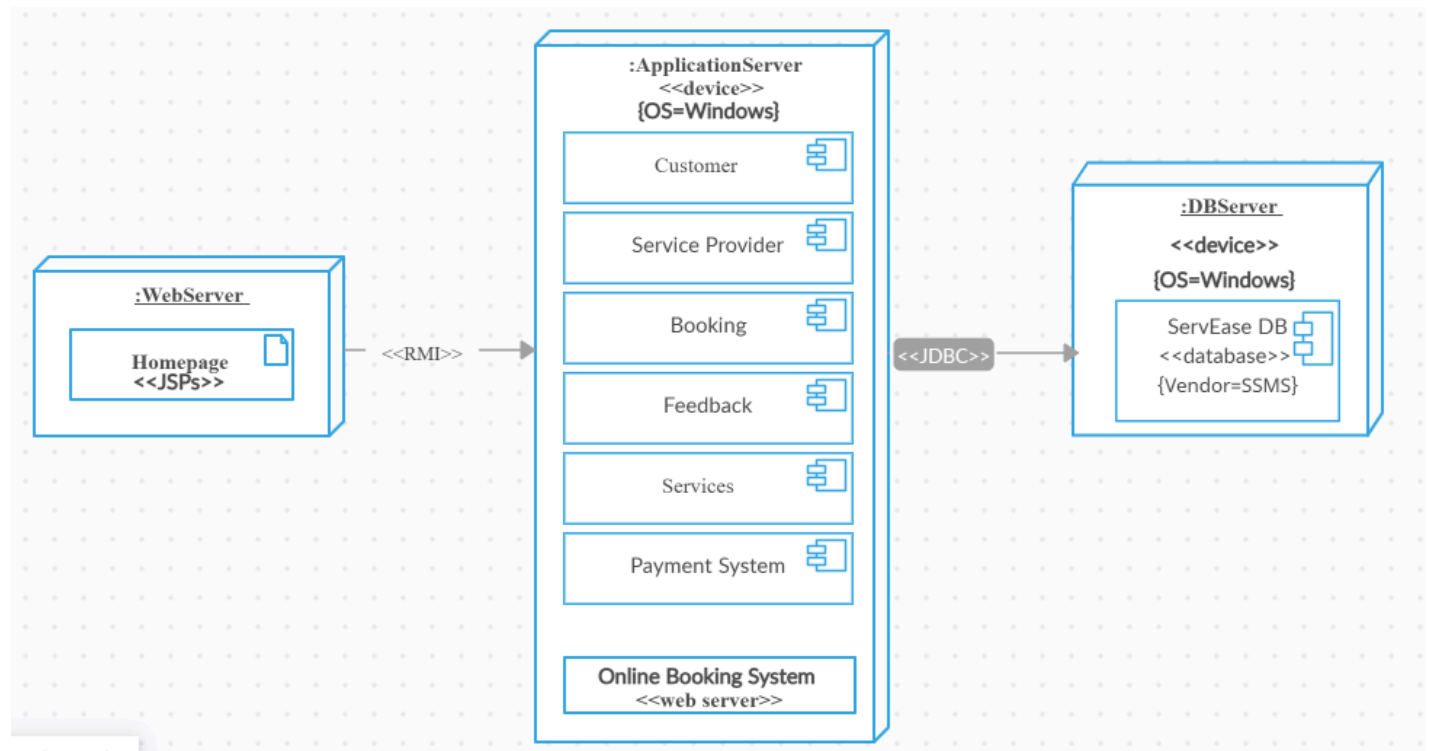 :WebServer
Homepage
<<JSPs>>
<<RMI>>
:ApplicationServer
<<device>>
{OS=Windows}
Customer
Service Provider
Booking
Feedback
Services
Payment System
Online Booking System
<<web server>>
<<JDBC>>
:DBServer
<<device>>
{OS=Windows}
ServEase DB
<<database>>
{Vendor=SSMS}